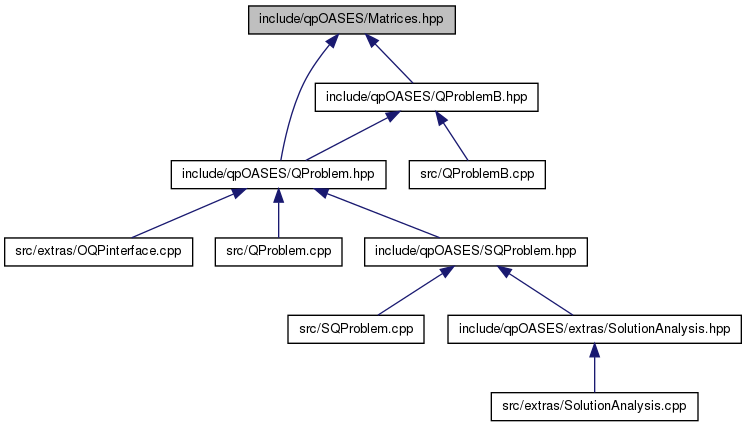 include/qpOASES/Matrices.hpp
include/qpOASES/QProblemB.hpp
include/qpOASES/QProblem.hpp
src/QProblemB.cpp
src/extras/OQPinterface.cpp
src/QProblem.cpp
include/qpOASES/SQProblem.hpp
src/SQProblem.cpp
include/qpOASES/extras/SolutionAnalysis.hpp
src/extras/SolutionAnalysis.cpp